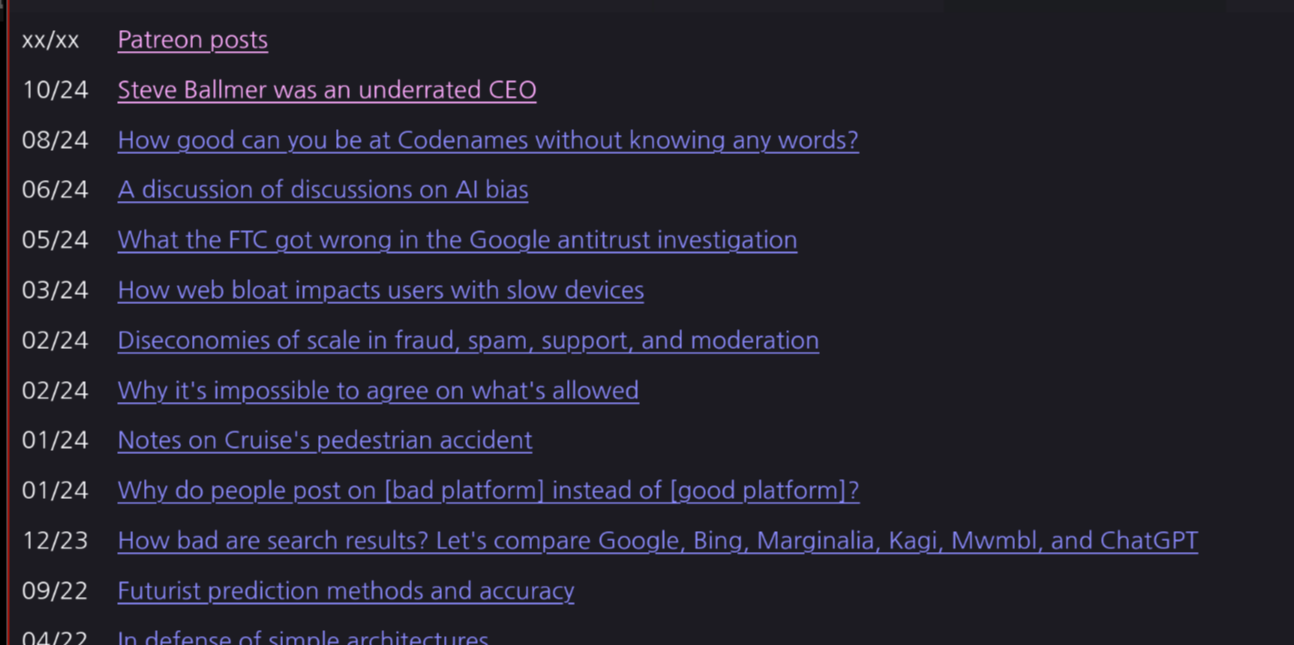 xx/xx Patreon posts
10/24 Steve Ballmer was an underrated CEO
08/24 How good can you be at Codenames without knowing any words?
06/24 A discussion of discussions on AI bias
05/24 What the FTC got wrong in the Google antitrust investigation
03/24 How web bloat impacts users with slow devices
02/24 Diseconomies of scale in fraud, spam, support, and moderation
02/24 Why it's impossible to agree on what's allowed
01/24 Notes on Cruise's pedestrian accident
01/24 Why do people post on [bad platform] instead of [good platform]?
12/23 How bad are search results? Let's compare Google, Bing, Marginalia, Kagi, Mwmbl, and ChatGPT
09/22 Futurist prediction methods and accuracy
04/22 In defense of simple architectures